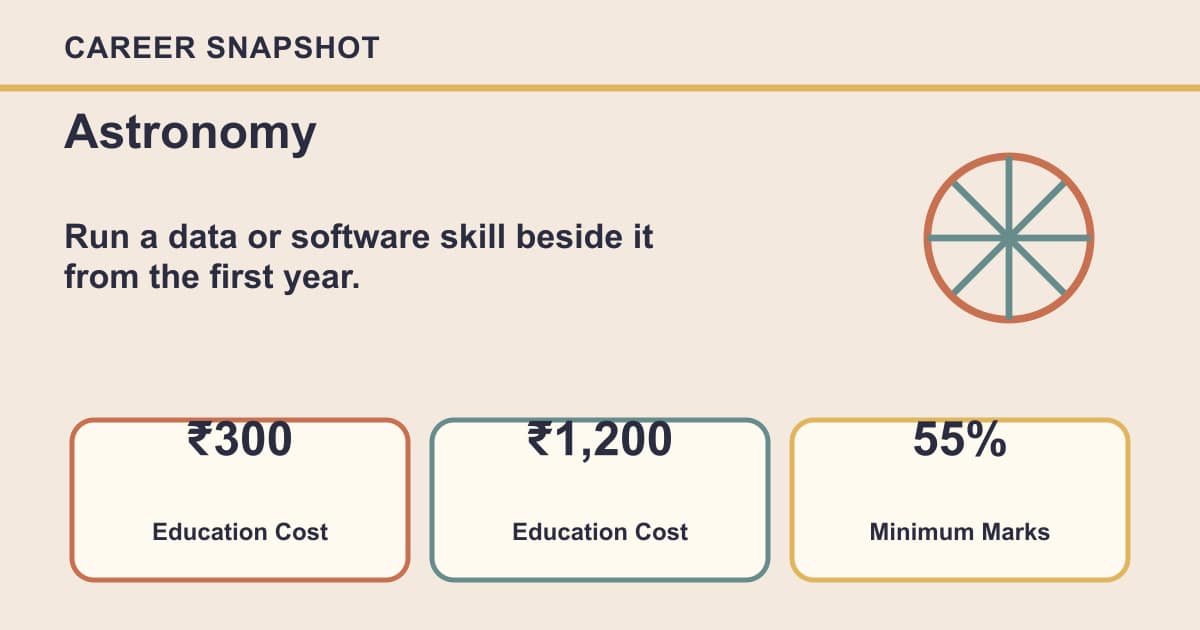 CAREER SNAPSHOT
Astronomy
Run a data or software skill beside it
from the first year.
₹300
Education Cost
₹1,200
Education Cost
55%
Minimum Marks